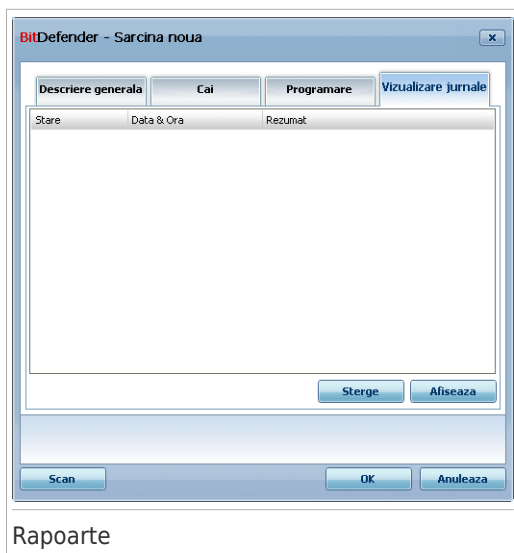 BitDefender - Sarcina noua
Descriere generala Cai Programare Vizualizare jurnale
Stare Data & Ora Rezumat
Sterge Afiseaza
Scan OK Anuleaza
Rapoarte